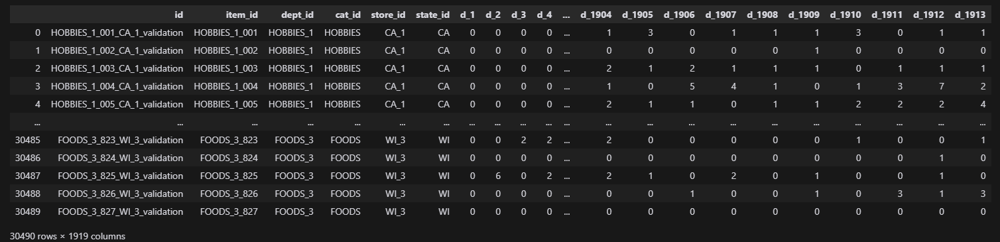 id item_id dept_id cat_id store_id state_id d_1 d_2 d_3 d_4 ... d_1904 d_1905 d_1906 d_1907 d_1908 d_1909 d_1910 d_1911 d_1912 d_1913
0 HOBBIES_1_001_CA_1_validation HOBBIES_1_001 HOBBIES_1 HOBBIES CA_1 CA 0 0 0 0 ... 1 3 0 1 1 1 3 0 1 1
1 HOBBIES_1_002_CA_1_validation HOBBIES_1_002 HOBBIES_1 HOBBIES CA_1 CA 0 0 0 0 ... 0 0 0 0 0 1 0 0 0 0
2 HOBBIES_1_003_CA_1_validation HOBBIES_1_003 HOBBIES_1 HOBBIES CA_1 CA 0 0 0 0 ... 2 1 2 1 1 1 0 1 1 1
3 HOBBIES_1_004_CA_1_validation HOBBIES_1_004 HOBBIES_1 HOBBIES CA_1 CA 0 0 0 0 ... 1 0 5 4 1 0 1 3 7 2
4 HOBBIES_1_005_CA_1_validation HOBBIES_1_005 HOBBIES_1 HOBBIES CA_1 CA 0 0 0 0 ... 2 1 1 0 1 1 2 2 2 4
... ... ... ... ... ... ... ... ... ... ... ... ... ... ... ... ... ... ... ... ... ...
30485 FOODS_3_823_WI_3_validation FOODS_3_823 FOODS_3 FOODS WI_3 WI 0 0 2 2 ... 2 0 0 0 0 0 1 0 0 1
30486 FOODS_3_824_WI_3_validation FOODS_3_824 FOODS_3 FOODS WI_3 WI 0 0 0 0 ... 0 0 0 0 0 0 0 0 1 0
30487 FOODS_3_825_WI_3_validation FOODS_3_825 FOODS_3 FOODS WI_3 WI 0 6 0 2 ... 2 1 0 2 0 1 0 0 1 0
30488 FOODS_3_826_WI_3_validation FOODS_3_826 FOODS_3 FOODS WI_3 WI 0 0 0 0 ... 0 0 1 0 0 1 0 3 1 3
30489 FOODS_3_827_WI_3_validation FOODS_3_827 FOODS_3 FOODS WI_3 WI 0 0 0 0 ... 0 0 0 0 0 0 0 0 0 0
30490 rows × 1919 columns